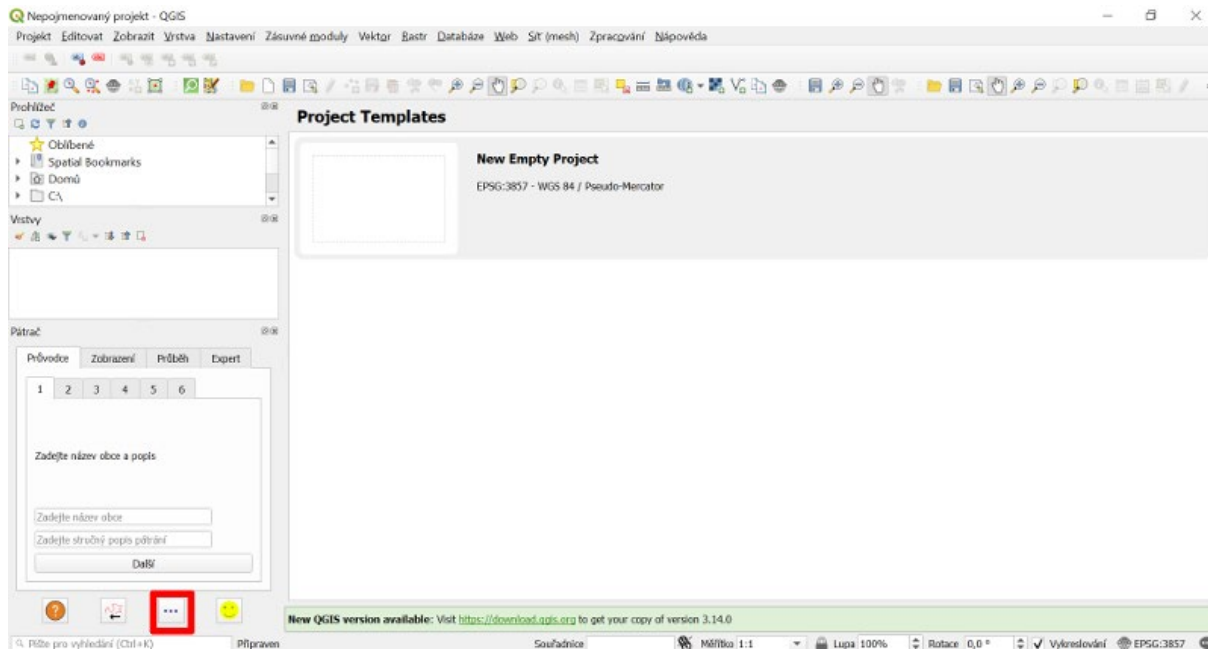 Nepojmenovaný projekt - QGIS
Projekt Editovat Zobrazit Vrstva Nastavení Zásuvné moduly Vektor Rastr Databáze Web Síť (mesh) Zpracování Nápověda
Prohlížeč
Project Templates
Oblíbené
Spatial Bookmarks
Domů
C:\
New Empty Project
EPSG:3857 - WGS 84 / Pseudo-Mercator
Vrstvy
Pátrač
Průvodce Zobrazení Průběh Expert
1 2 3 4 5 6
Zadejte název obce a popis
Zadejte název obce
Zadejte stručný popis pátrání
Další
New QGIS version available: Visit https://download.qgis.org to get your copy of version 3.14.0
Pište pro vyhledání (Ctrl+K) Připraven Souřadnice Měřítko 1:1 Lupa 100% Rotace 0,0 ° Vykreslování EPSG:3857